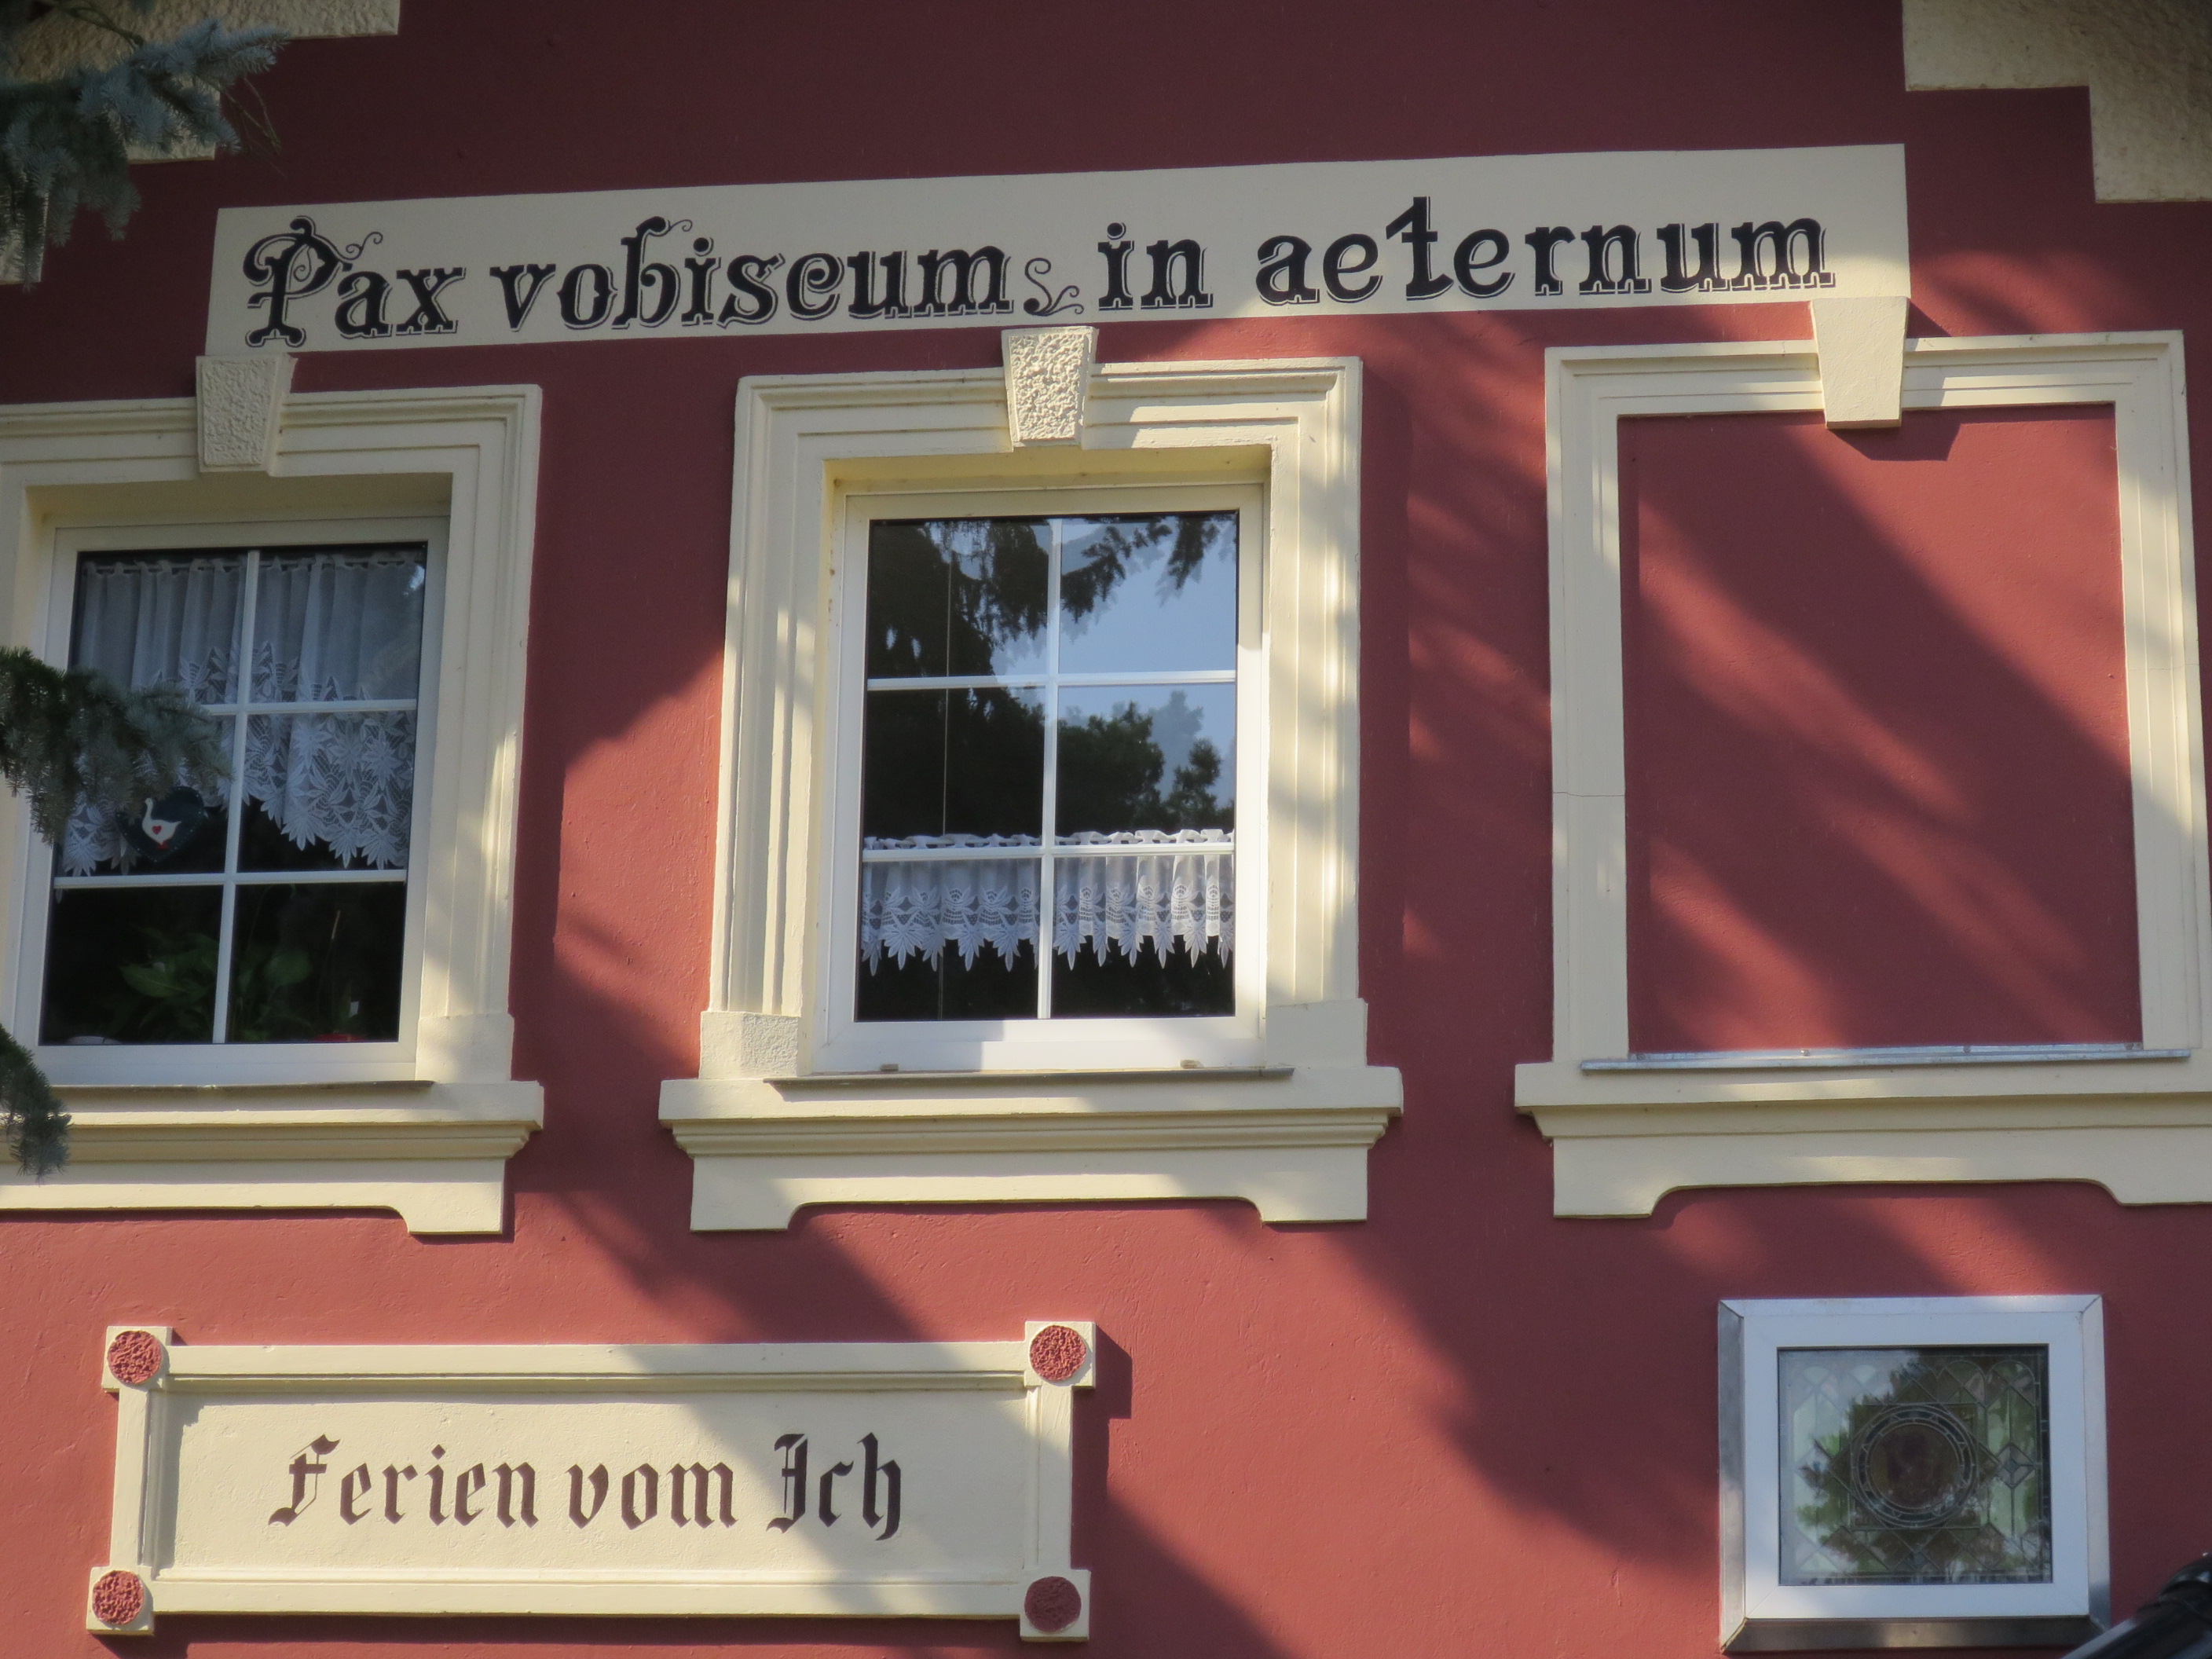 Pax vobiscum, in aeternum
Ferien vom Ich